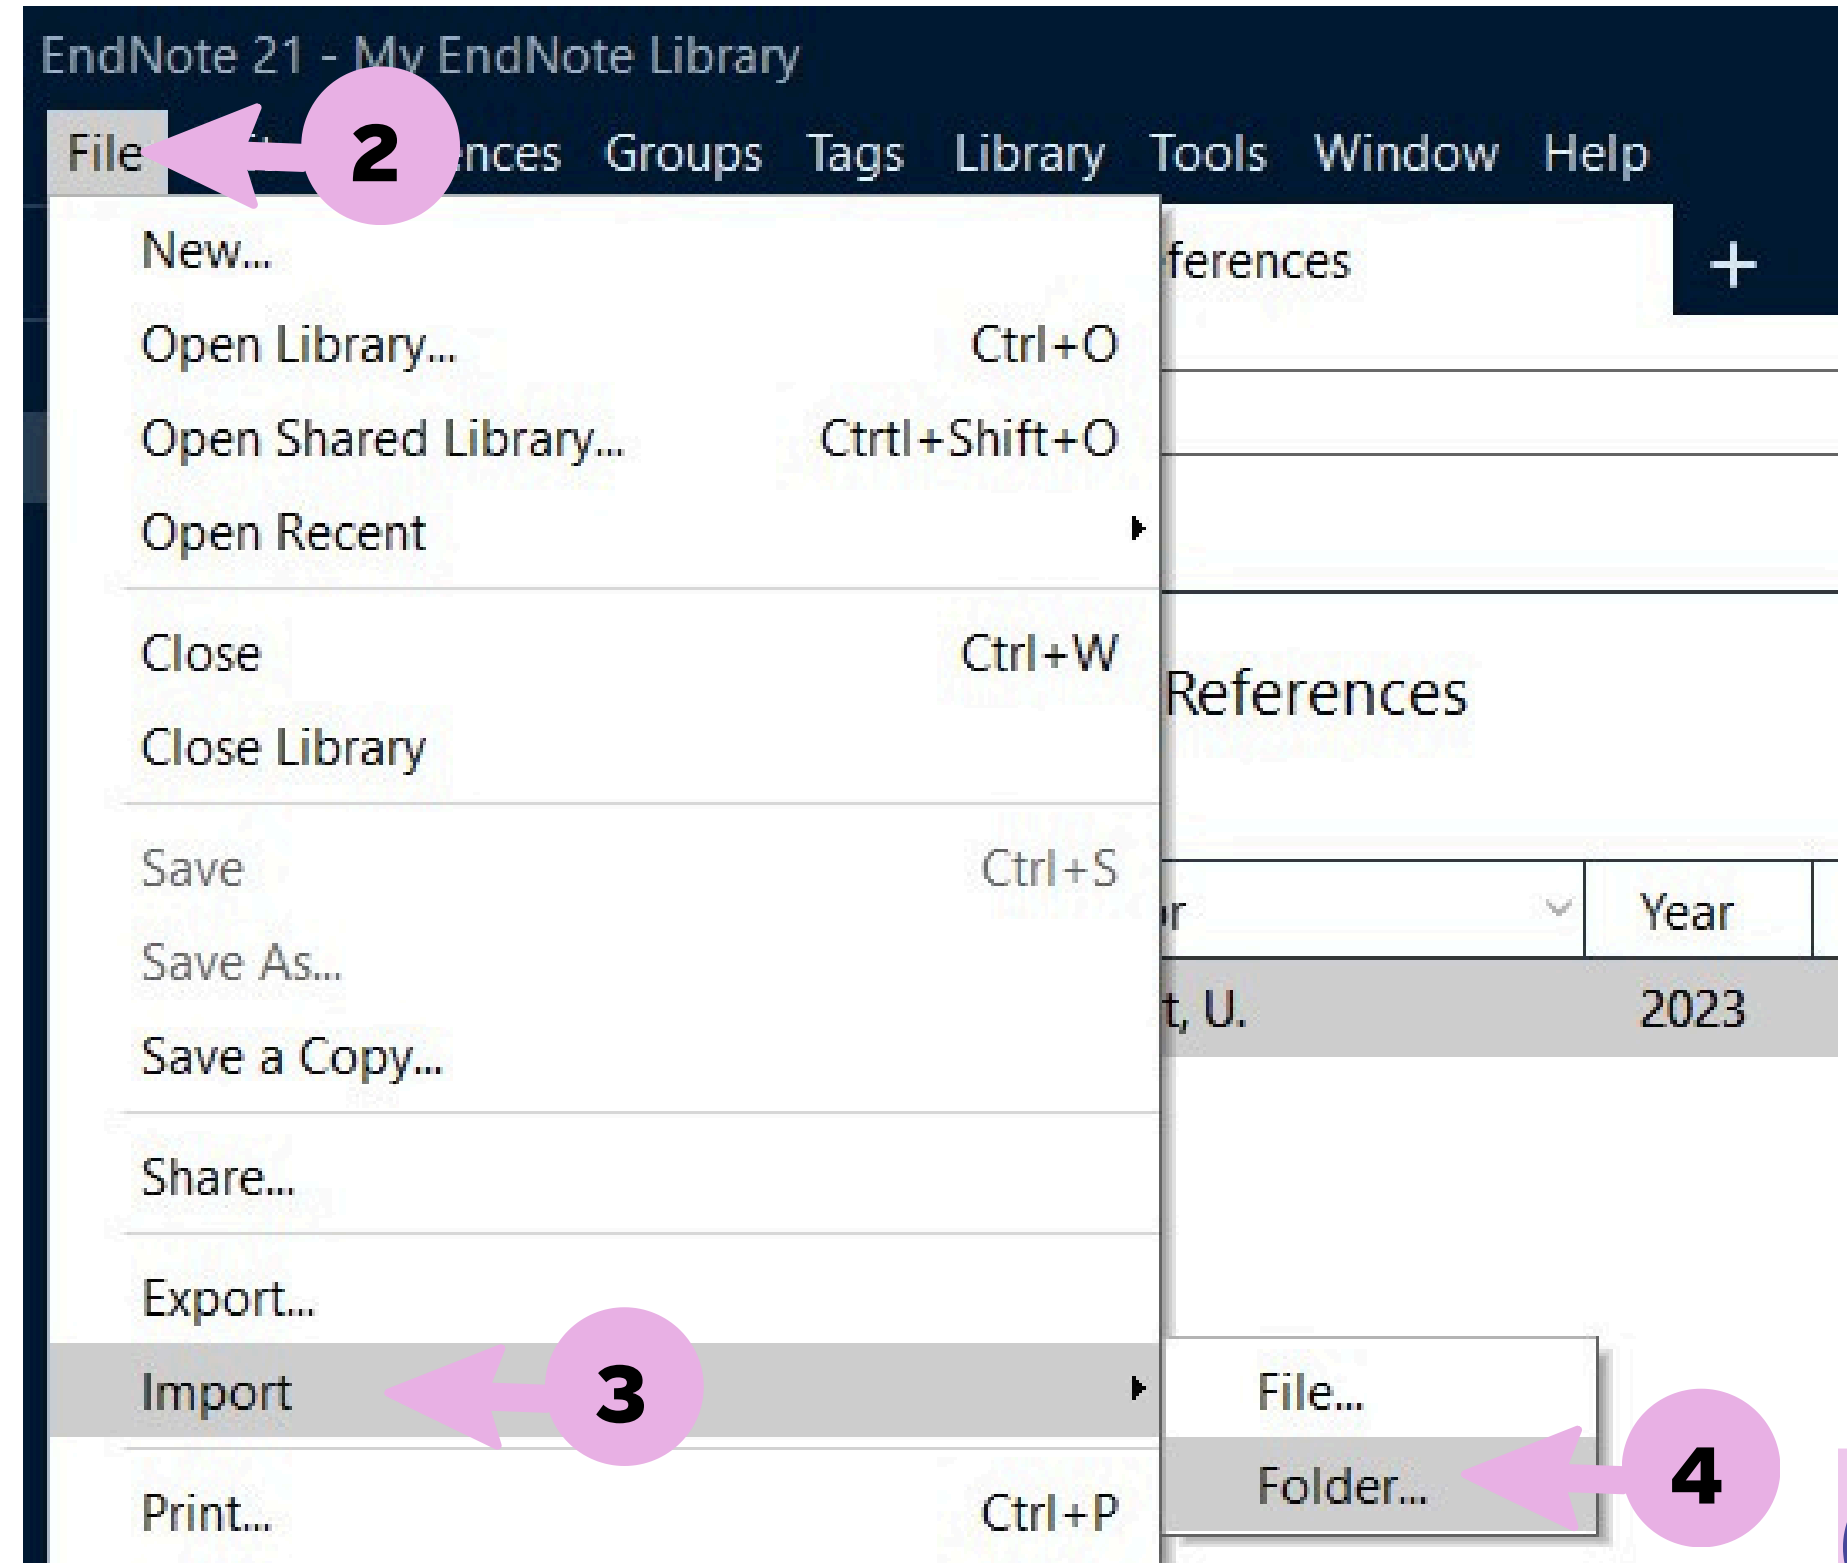 EndNote 21 - My EndNote Library
File 2 ences Groups Tags Library Tools Window Help
New...
ferences +
Open Library... Ctrl+O
Open Shared Library... Ctrtl+Shift+O
Open Recent
Close Ctrl+W
References
Close Library
Save Ctrl+S
r Year
Save As...
t, U. 2023
Save a Copy...
Share...
Export...
Import 3 File...
Folder... 4
Print... Ctrl+P